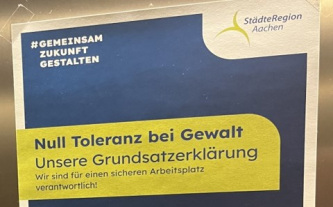 #GEMEINSAM
ZUKUNFT
GESTALTEN
StädteRegion
Aachen
Null Toleranz bei Gewalt
Unsere Grundsatzerklärung
Wir sind für einen sicheren Arbeitsplatz
verantwortlich!